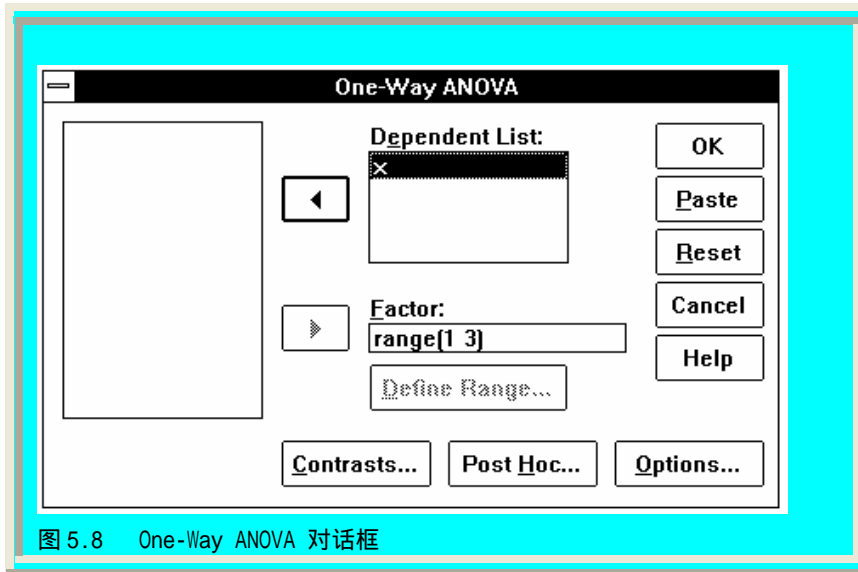 One-Way ANOVA
Dependent List:
x
OK
Paste
Reset
Factor:
range(1 3)
Cancel
Help
Define Range...
Contrasts...
Post Hoc...
Options...
图 5.8 One-Way ANOVA 对话框